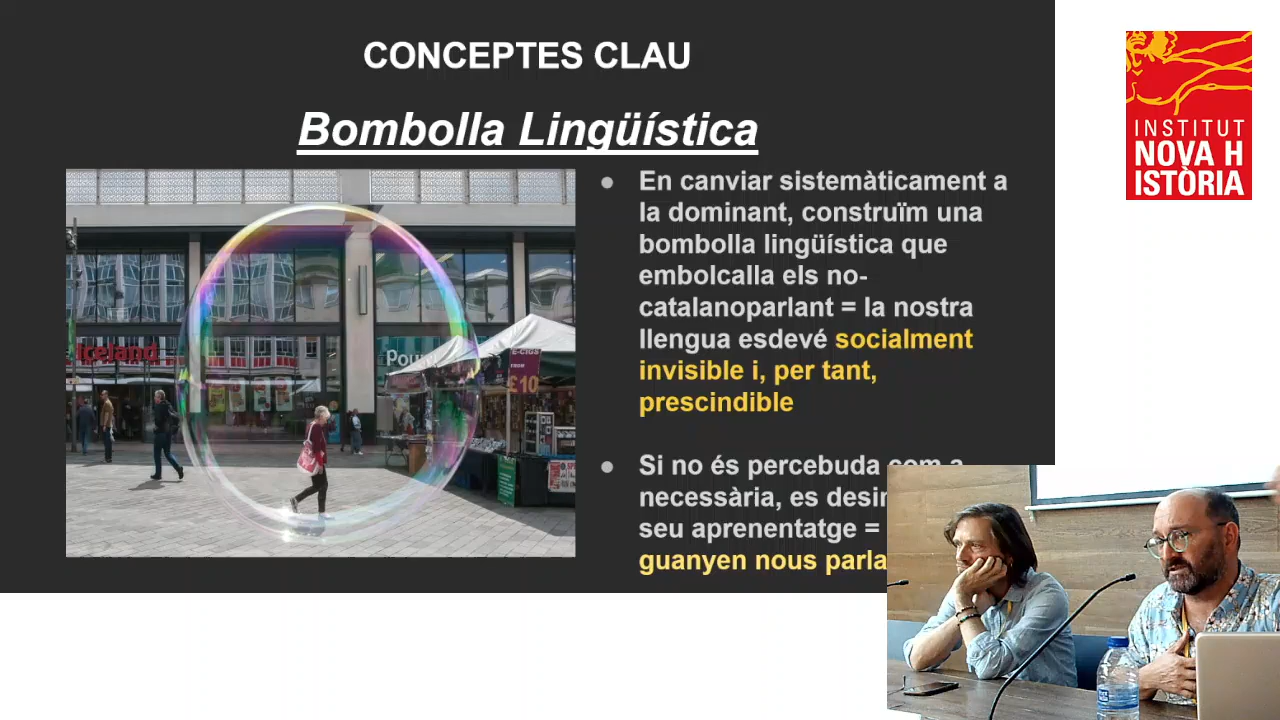 CONCEPTES CLAU
Bombolla Lingüística
En canviar sistemàticament a
la dominant, construïm una
bombolla lingüística que
embolcalla els no-
catalanoparlant = la nostra
llengua esdevé socialment
invisible i, per tant,
prescindible
Si no és percebuda com a
necessària, es
seu aprenentatge =
guanyen nous
Iceland
E-CIGS
£10
INSTITUT
NOVA H
ISTÒRIA